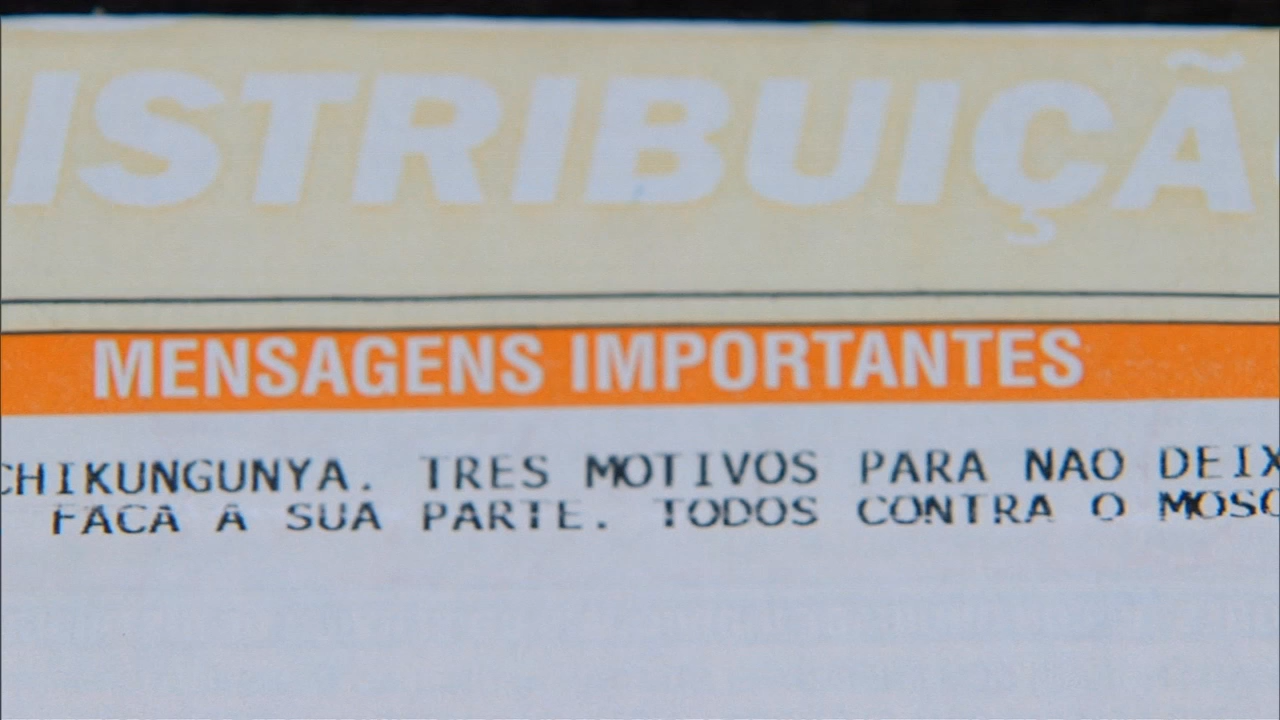 ISTRIBUIÇÃ
MENSAGENS IMPORTANTES
CHIKUNGUNYA. TRES MOTIVOS PARA NAO DEIX
FACA A SUA PARTE. TODOS CONTRA O MOSC